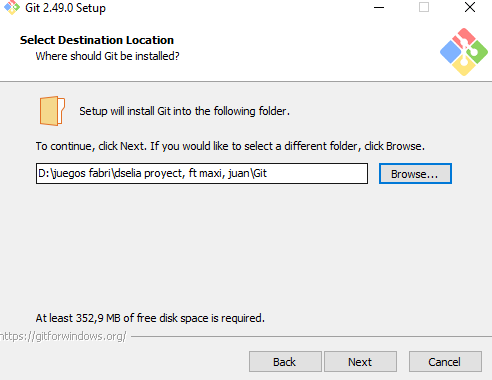 Git 2.49.0 Setup
Select Destination Location
Where should Git be installed?
Setup will install Git into the following folder.
To continue, click Next. If you would like to select a different folder, click Browse.
D:\juegos fabri\dselia proyect, ft maxi, juan\Git
Browse...
At least 352,9 MB of free disk space is required.
https://gitforwindows.org/
Back
Next
Cancel